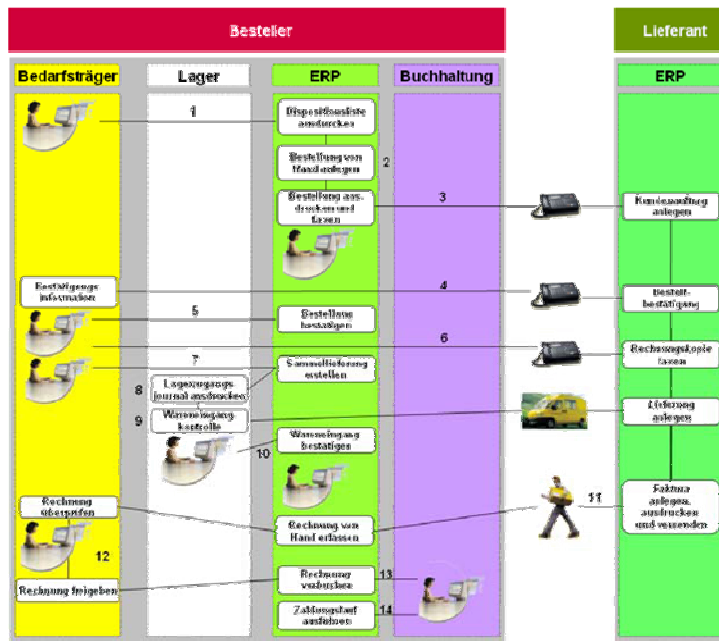 Besteller
Lieferant
Bedarfsträger
Lager
ERP
Buchhaltung
ERP
1
Dispositionsliste
ausdrucken
2
Bestellung von
Hand anlegen
3
Bestellung aus-
drucken und
faxen
Kundenauftrag
anlegen
4
Bestätigungs
information
Bestell-
bestätigung
5
Bestellung
bestätigen
6
Rechnungskopie
faxen
7
Sammellieferung
erstellen
8
Lagerzugangs
journal ausdrucken
9
Wareneingang
kontrolle
Lieferung
anlegen
10
Wareneingang
bestätigen
11
Faktura
anlegen,
ausdrucken
und versenden
Rechnung
überprüfen
Rechnung von
Hand erfassen
12
Rechnung freigeben
Rechnung
verbuchen
13
Zahlungslauf
ausführen
14